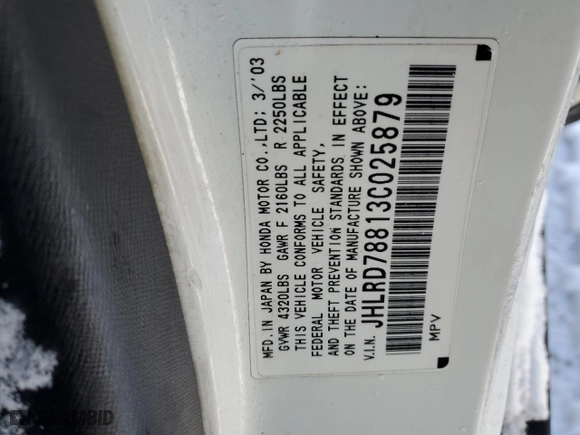 MFD.IN JAPAN BY HONDA MOTOR CO.,LTD; 3/'03
GVWR 4320LBS GAWR F 2160LBS R 2250LBS
THIS VEHICLE CONFORMS TO ALL APPLICABLE
FEDERAL MOTOR VEHICLE SAFETY,
AND THEFT PREVENTION STANDARDS IN EFFECT
ON THE DATE OF MANUFACTURE SHOWN ABOVE:
V.I.N. JHLRD78813C025879
MPV